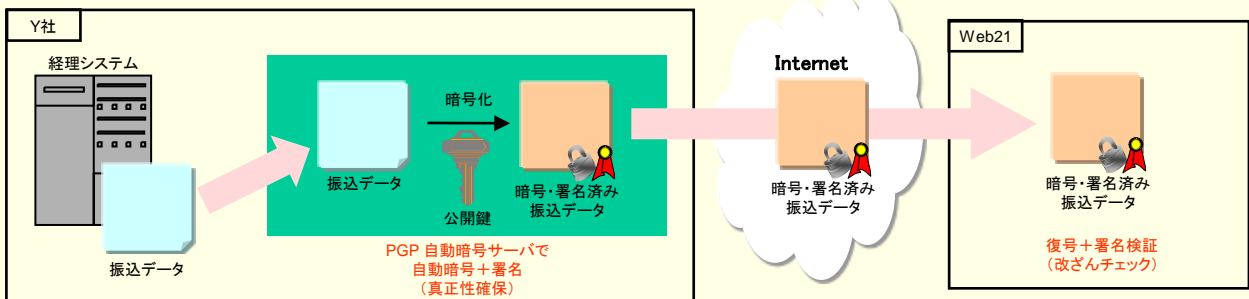 Y社
経理システム
振込データ
振込データ
暗号化
公開鍵
暗号・署名済み
振込データ
PGP 自動暗号サーバで
自動暗号＋署名
（真正性確保）
Internet
暗号・署名済み
振込データ
Web21
暗号・署名済み
振込データ
復号＋署名検証
（改ざんチェック）